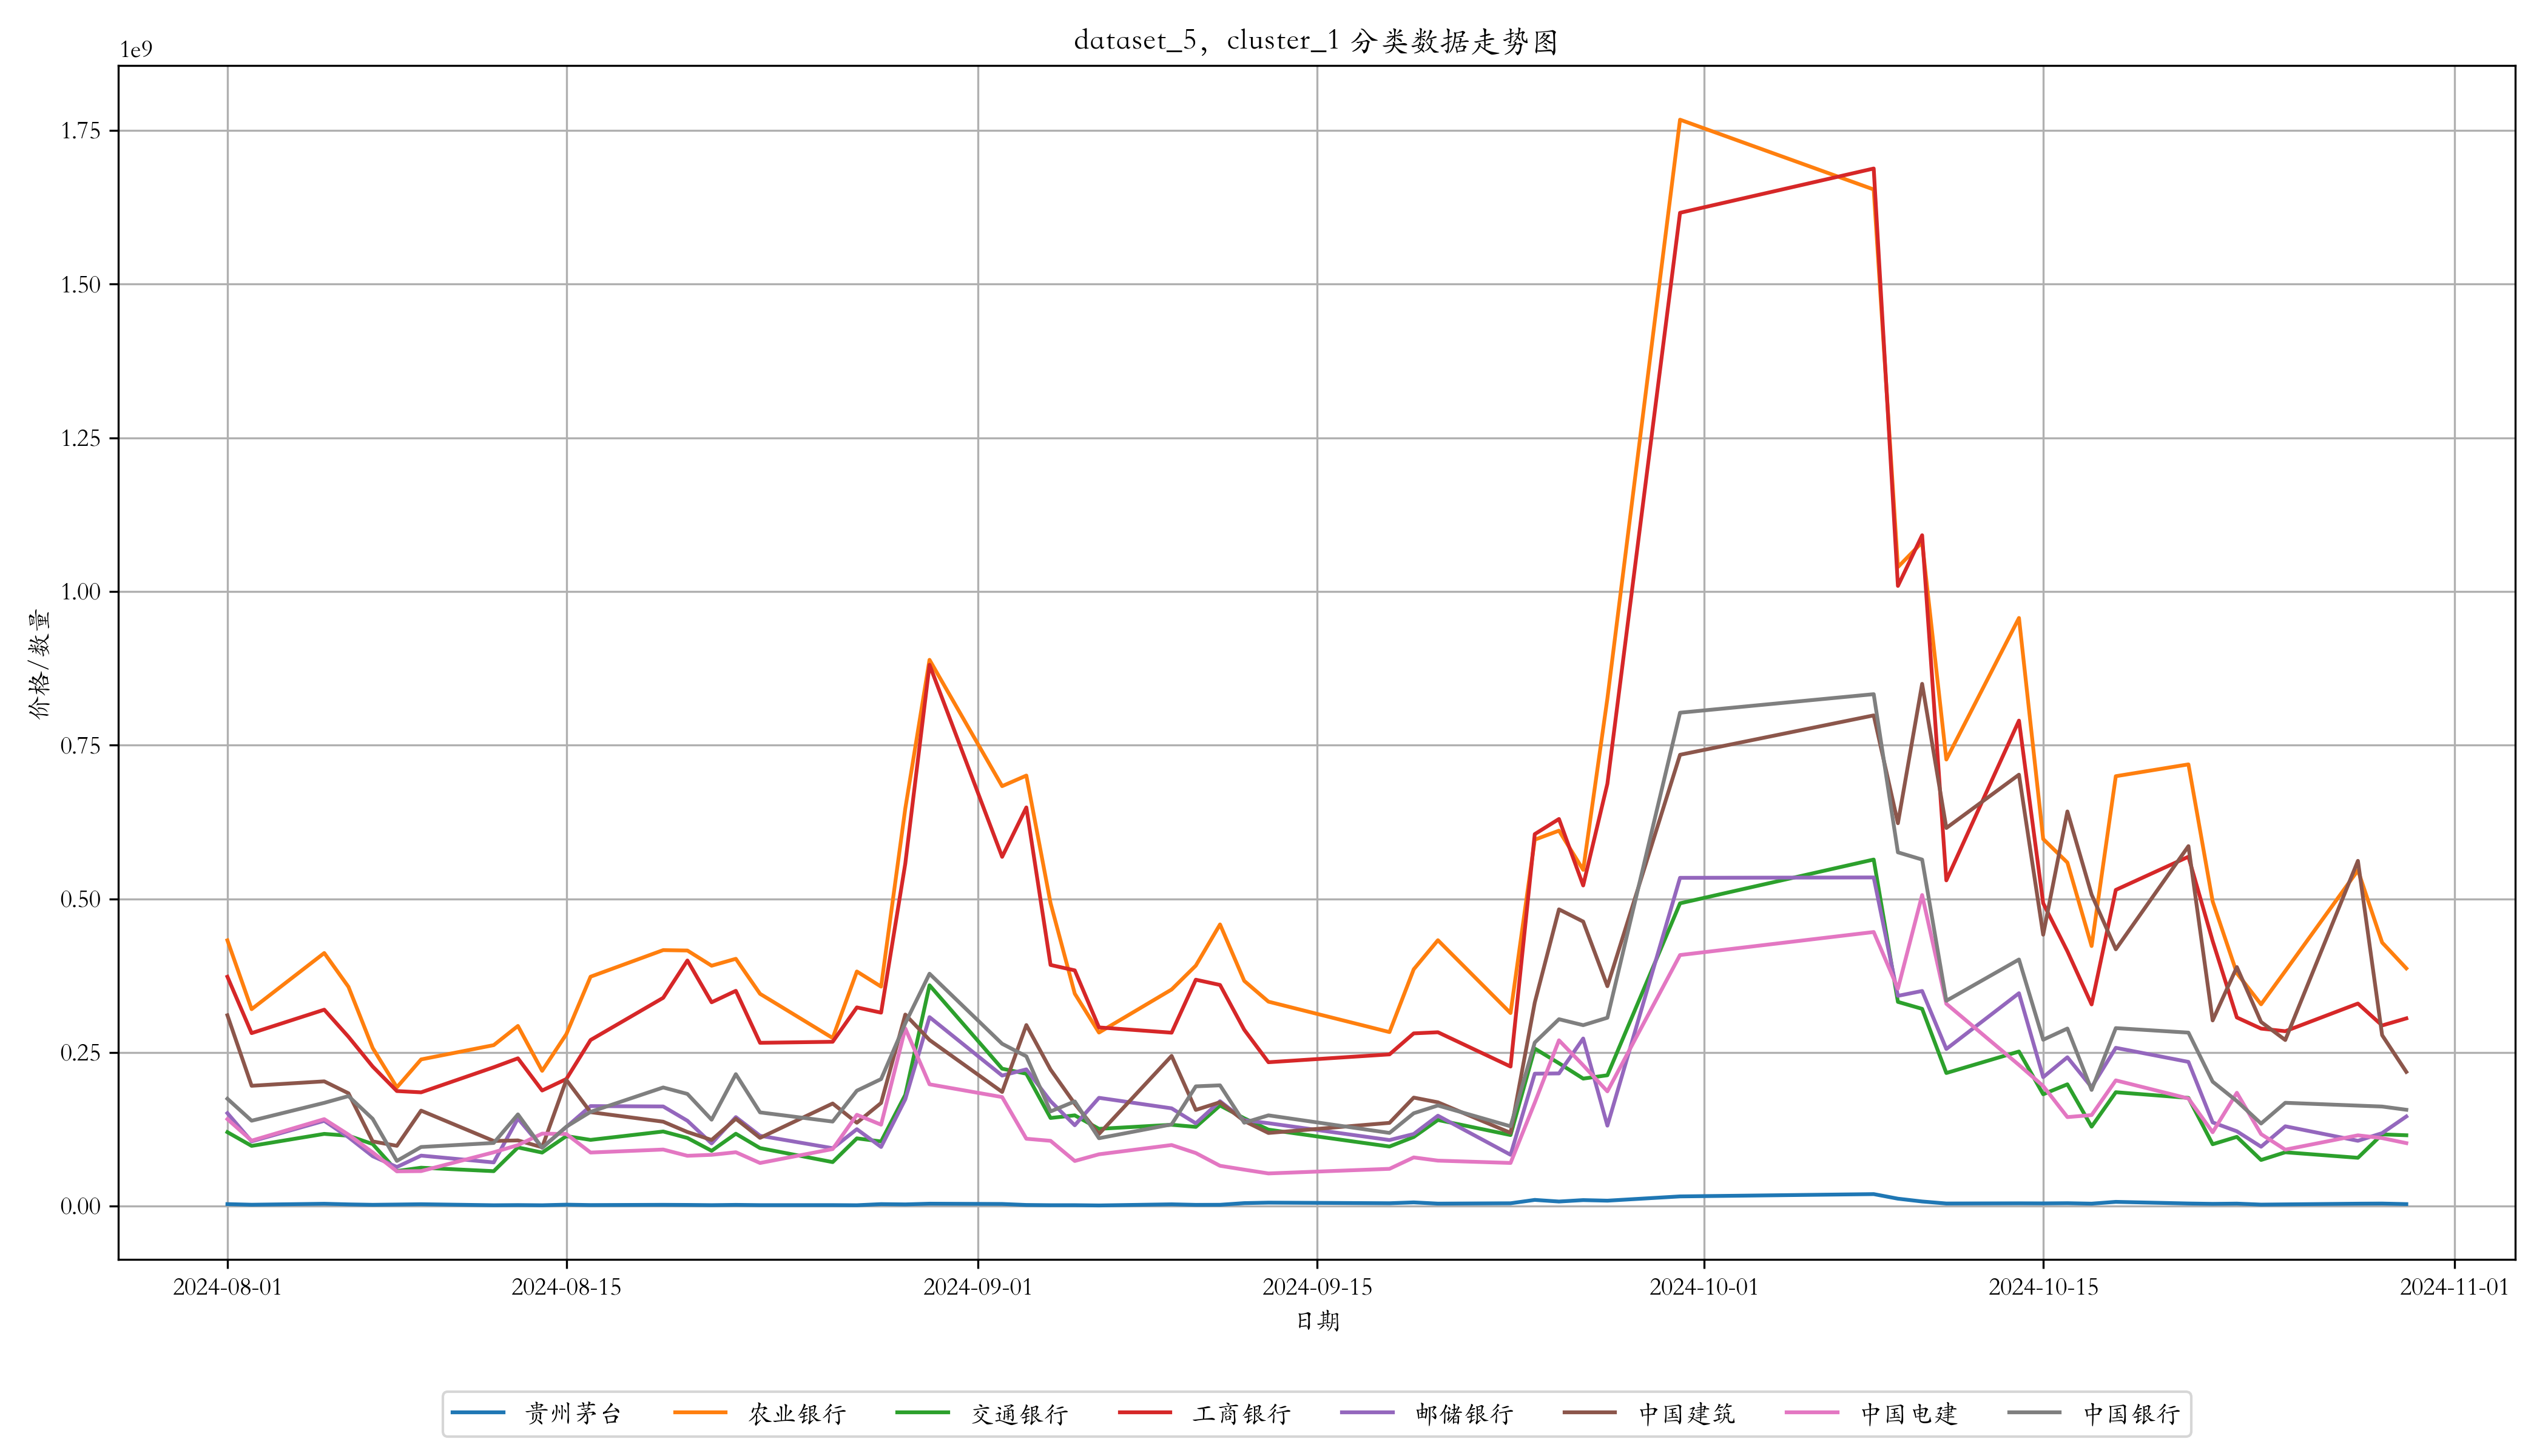 dataset_5，cluster_1 分类数据走势图
1e9
1.75
1.50
1.25
1.00
0.75
0.50
0.25
0.00
价格/数量
2024-08-01 2024-08-15 2024-09-01 2024-09-15 2024-10-01 2024-10-15 2024-11-01
日期
贵州茅台 农业银行 交通银行 工商银行 邮储银行 中国建筑 中国电建 中国银行